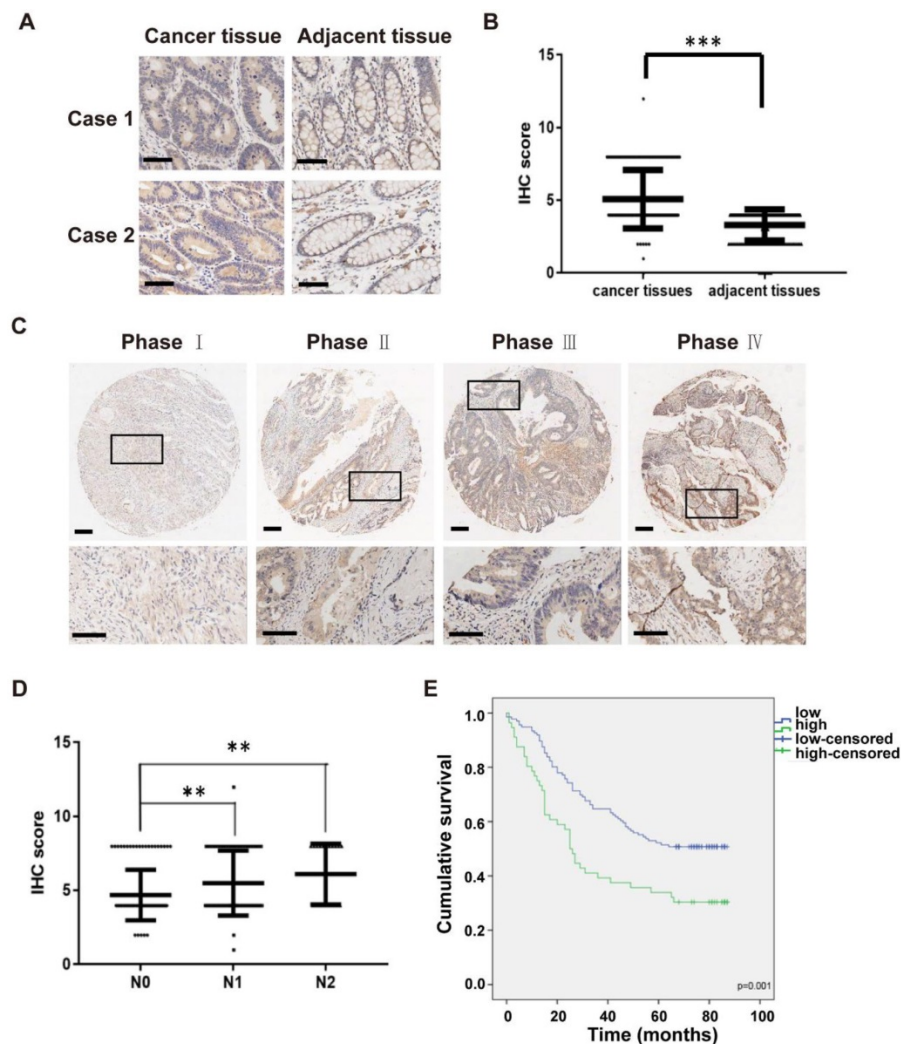 A
Cancer tissue Adjacent tissue
Case 1
Case 2
B
***
15
10
5
0
IHC score
cancer tissues adjacent tissues
C
Phase Ⅰ Phase Ⅱ Phase Ⅲ Phase Ⅳ
D
**
**
15
10
5
0
IHC score
N0 N1 N2
E
low
high
low-censored
high-censored
1.0
0.8
0.6
0.4
0.2
0.0
Cumulative survival
p=0.001
0 20 40 60 80 100
Time (months)